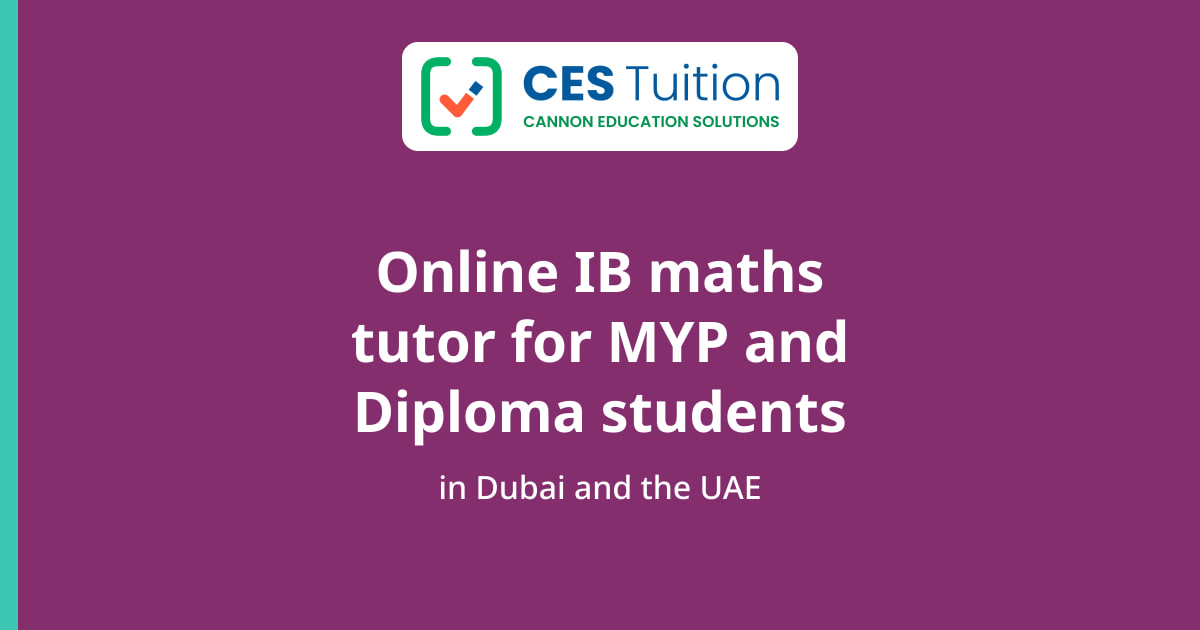 CES Tuition
CANNON EDUCATION SOLUTIONS
Online IB maths
tutor for MYP and
Diploma students
in Dubai and the UAE